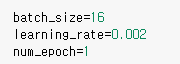 batch_size=16
learning_rate=0.002
num_epoch=1